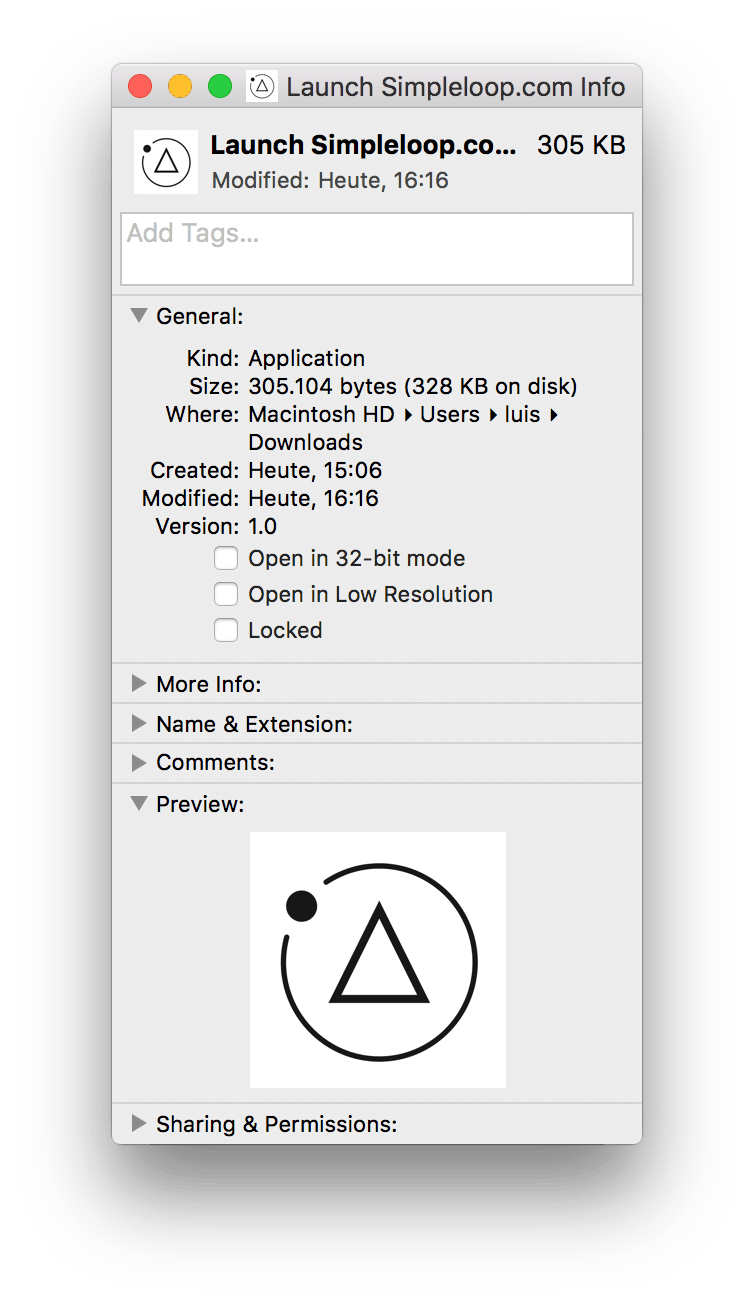 Launch Simpleloop.com Info
Launch Simpleloop.co... 305 KB
Modified: Heute, 16:16
Add Tags...
General:
Kind: Application
Size: 305.104 bytes (328 KB on disk)
Where: Macintosh HD ▸ Users ▸ luis ▸
Downloads
Created: Heute, 15:06
Modified: Heute, 16:16
Version: 1.0
Open in 32-bit mode
Open in Low Resolution
Locked
More Info:
Name & Extension:
Comments:
Preview:
Sharing & Permissions: